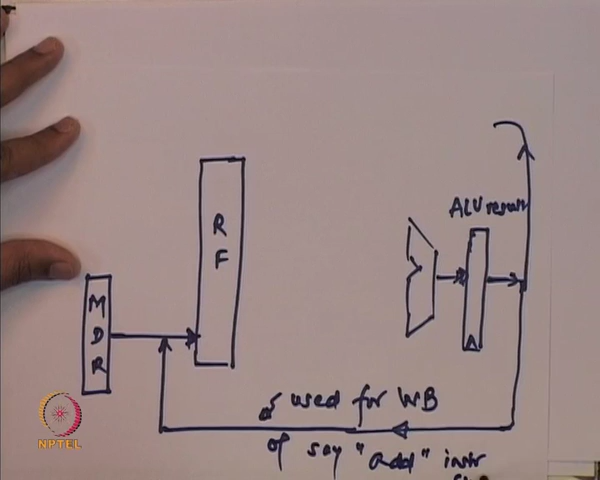 ALU result
R
F
M
D
R
used for WB
of say "add" instr
NPTEL